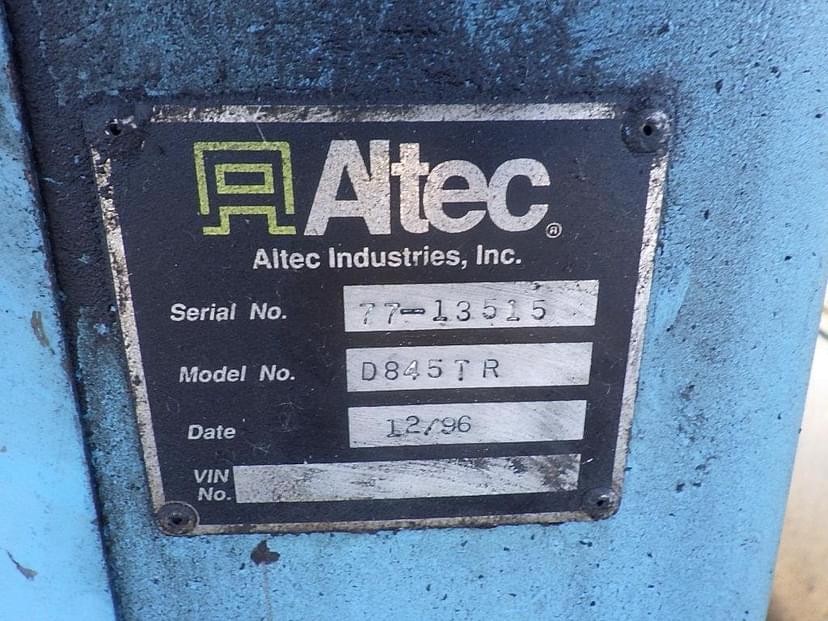 Altec®
Altec Industries, Inc.
Serial No. 77-13515
Model No. D845TR
Date 12/96
VIN
No.